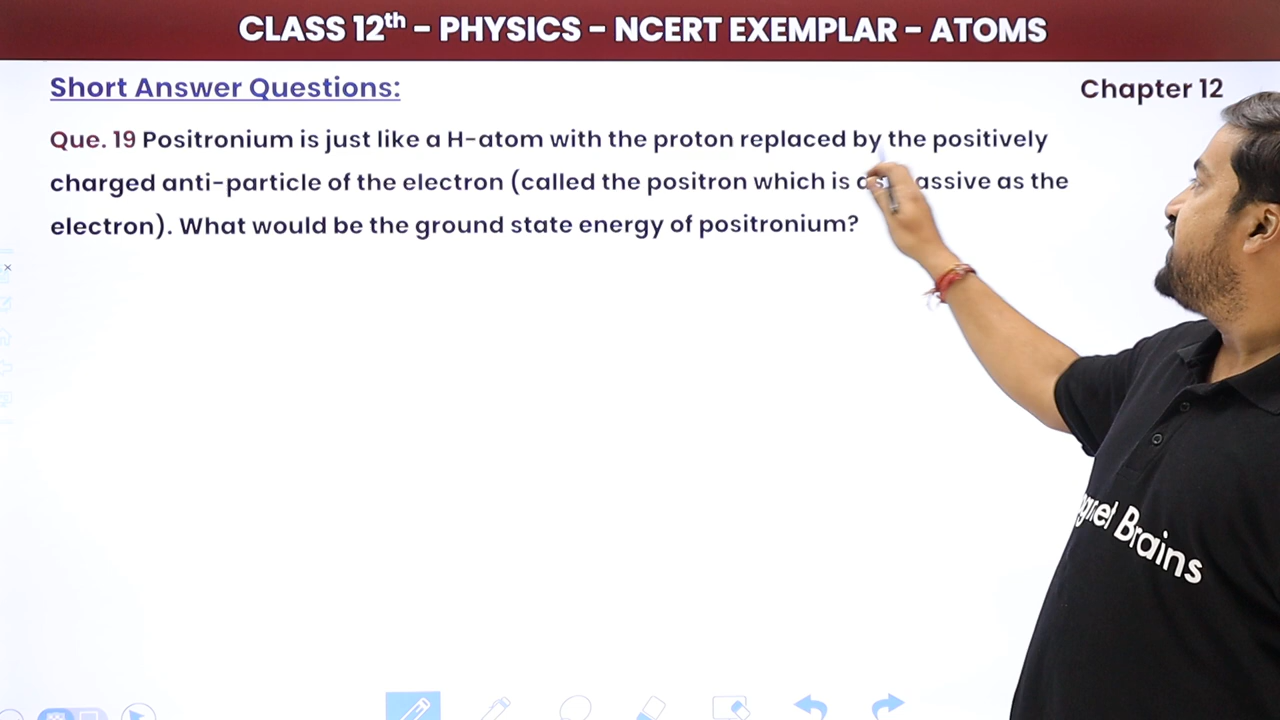 CLASS 12th - PHYSICS - NCERT EXEMPLAR - ATOMS
Short Answer Questions:
Chapter 12
Que. 19 Positronium is just like a H-atom with the proton replaced by the positively
charged anti-particle of the electron (called the positron which is as massive as the
electron). What would be the ground state energy of positronium?
Brains